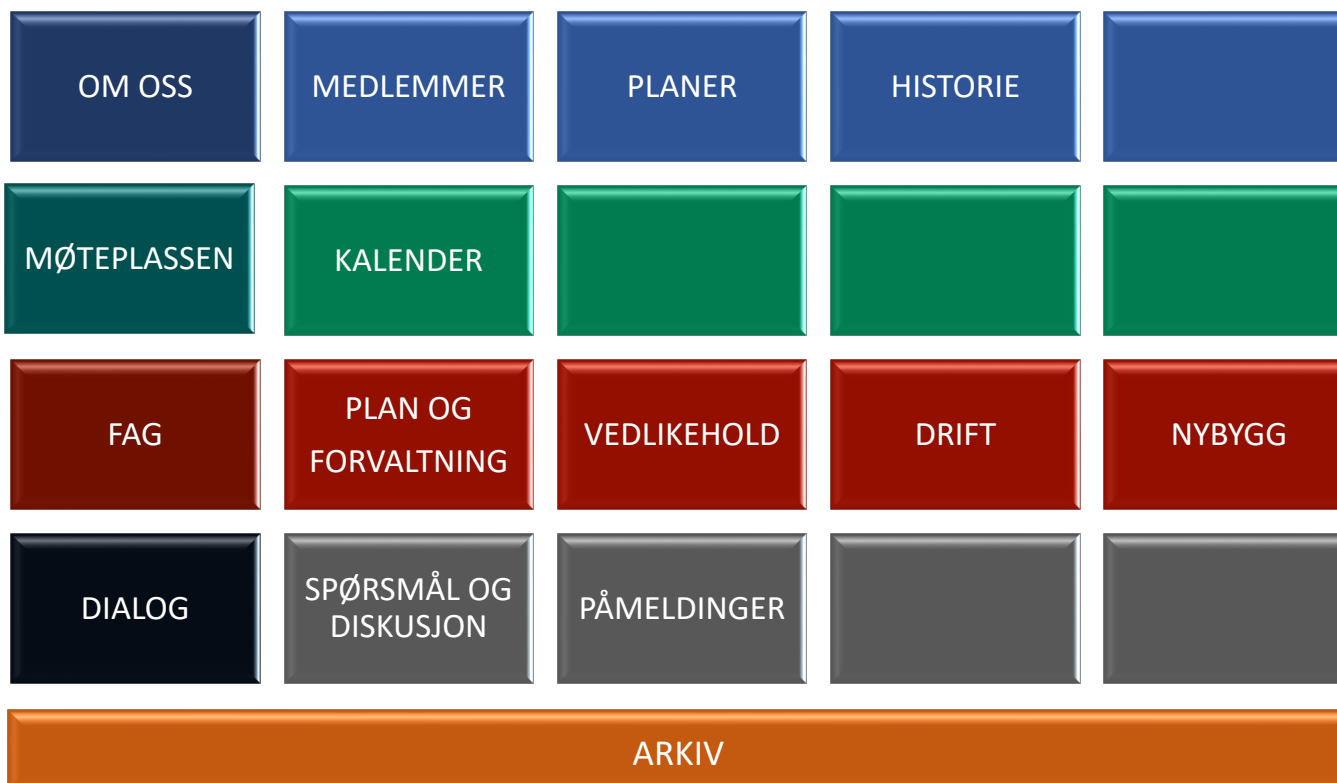 OM OSS
MEDLEMMER
PLANER
HISTORIE
MØTEPLASSEN
KALENDER
FAG
PLAN OG
FORVALTNING
VEDLIKEHOLD
DRIFT
NYBYGG
DIALOG
SPØRSMÅL OG
DISKUSJON
PÅMELDINGER
ARKIV